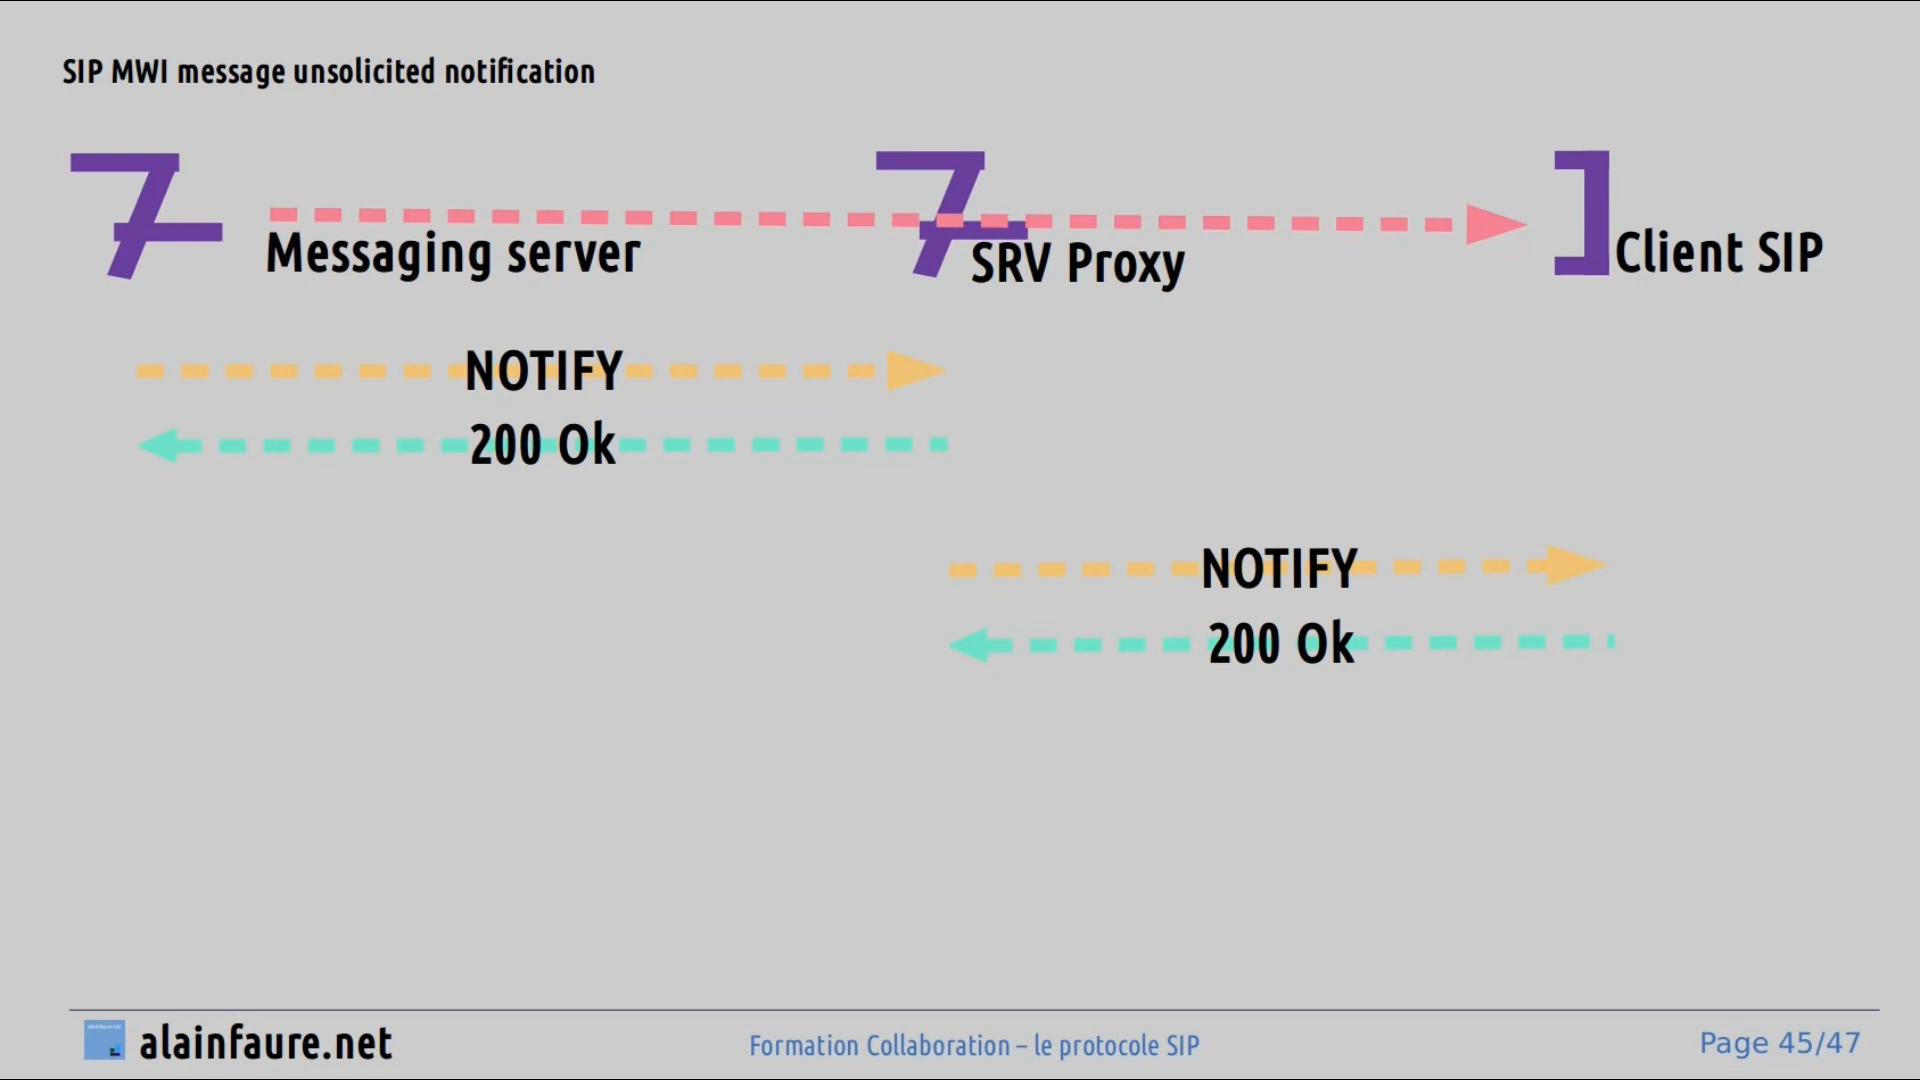 SIP MWI message unsolicited notification
Messaging server
SRV Proxy
Client SIP
NOTIFY
200 Ok
NOTIFY
200 Ok
alainfaure.net
Formation Collaboration – le protocole SIP
Page 45/47